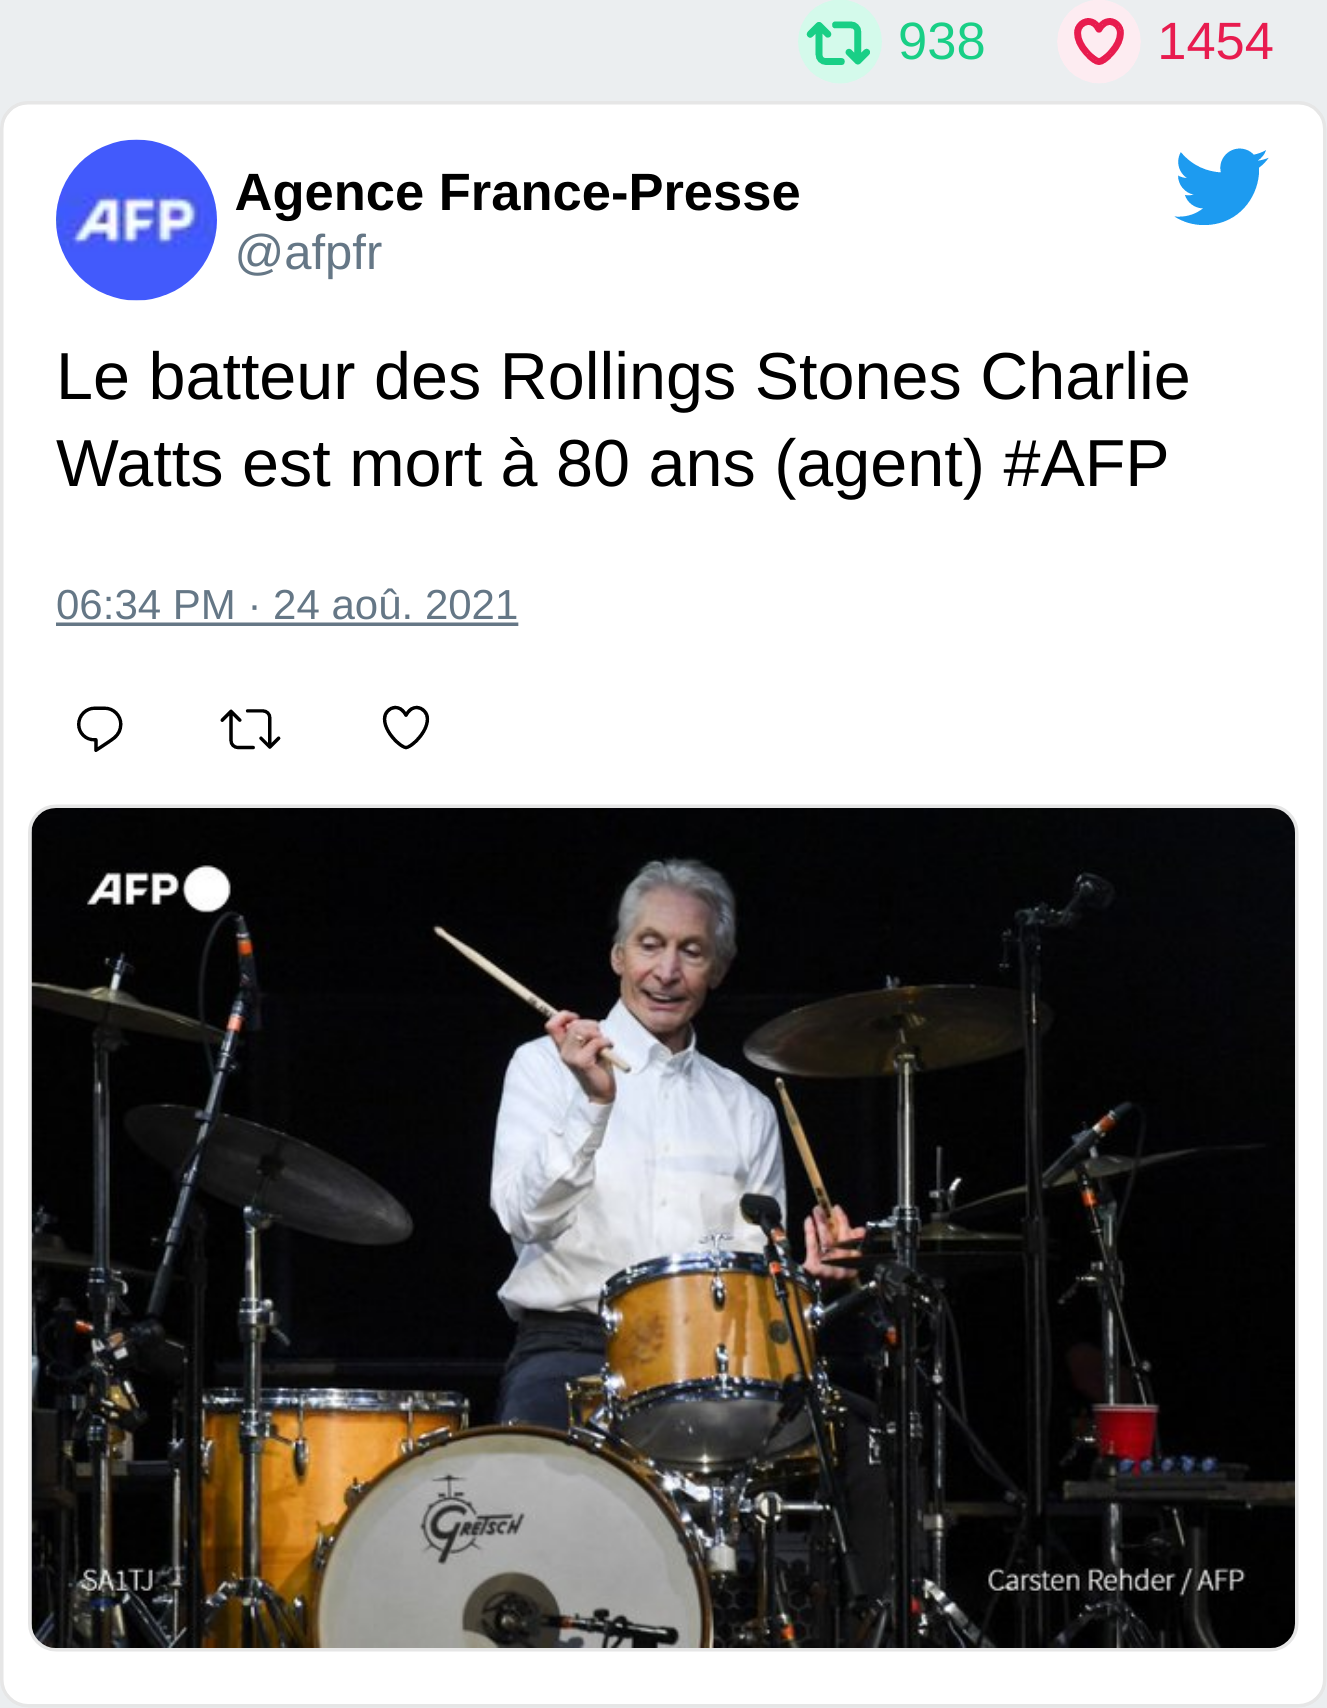 938 1454
AFP
Agence France-Presse
@afpfr
Le batteur des Rollings Stones Charlie
Watts est mort à 80 ans (agent) #AFP
06:34 PM · 24 aoû. 2021
AFP
GRETSCH
SA1TJ
Carsten Rehder / AFP